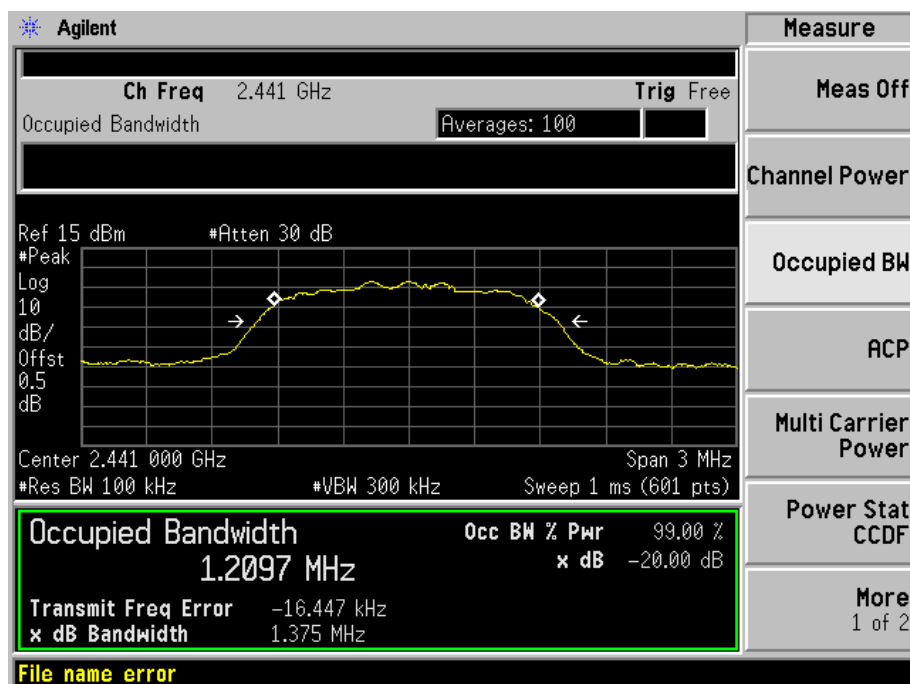 Agilent
Measure
Ch Freq 2.441 GHz Trig Free
Meas Off
Occupied Bandwidth Averages: 100
Channel Power
Ref 15 dBm #Atten 30 dB
#Peak
Log
10
dB/
Offst
0.5
dB
Occupied BW
ACP
Multi Carrier
Power
Center 2.441 000 GHz Span 3 MHz
#Res BW 100 kHz #VBW 300 kHz Sweep 1 ms (601 pts)
Power Stat
CCDF
Occupied Bandwidth Occ BW % Pwr 99.00 %
1.2097 MHz x dB -20.00 dB
Transmit Freq Error -16.447 kHz
x dB Bandwidth 1.375 MHz
More
1 of 2
File name error